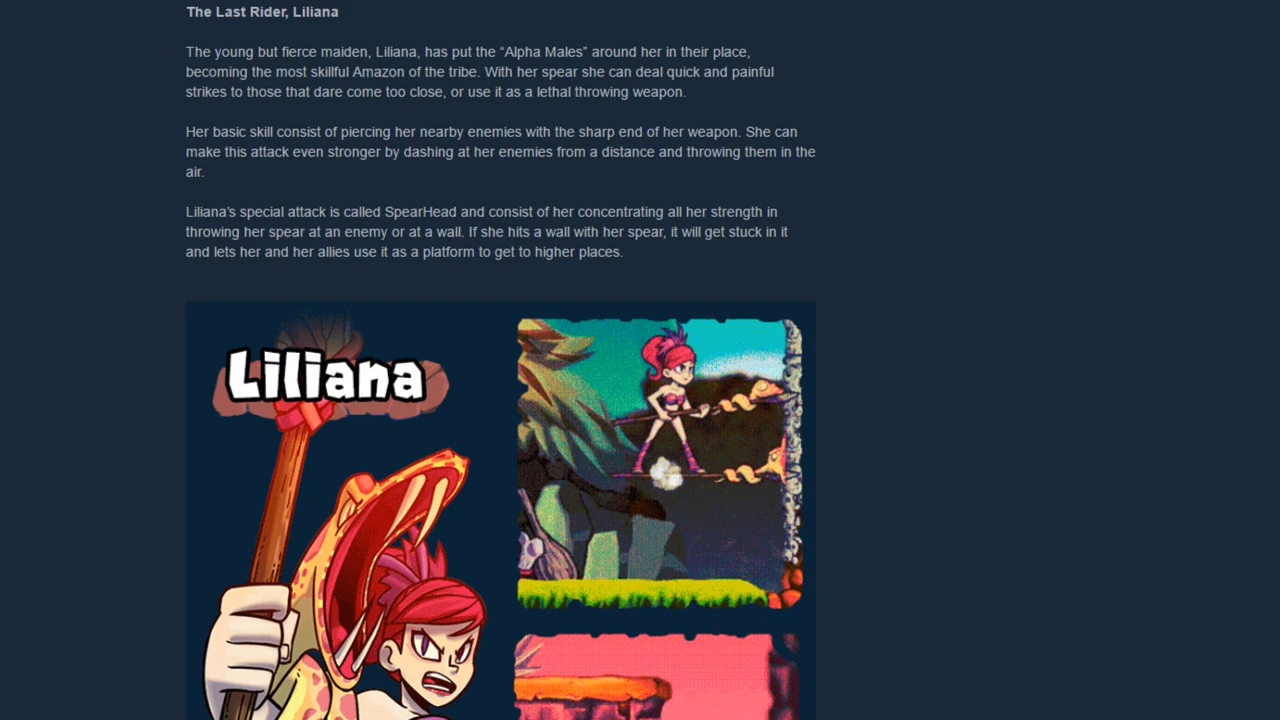 The Last Rider, Liliana
The young but fierce maiden, Liliana, has put the “Alpha Males” around her in their place,
becoming the most skillful Amazon of the tribe. With her spear she can deal quick and painful
strikes to those that dare come too close, or use it as a lethal throwing weapon.
Her basic skill consist of piercing her nearby enemies with the sharp end of her weapon. She can
make this attack even stronger by dashing at her enemies from a distance and throwing them in the
air.
Liliana’s special attack is called SpearHead and consist of her concentrating all her strength in
throwing her spear at an enemy or at a wall. If she hits a wall with her spear, it will get stuck in it
and lets her and her allies use it as a platform to get to higher places.
Liliana